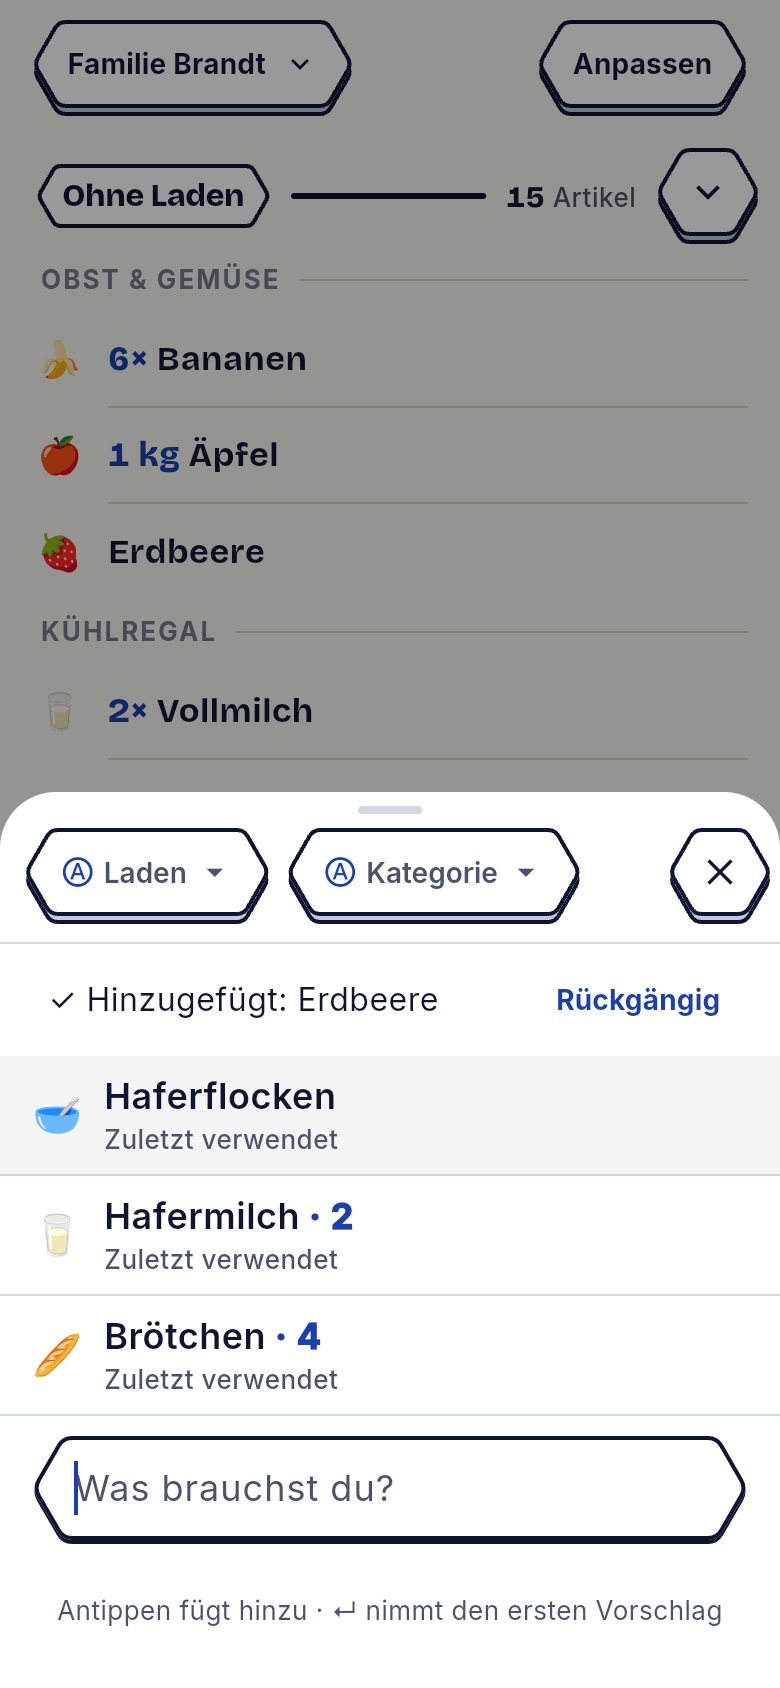 Familie Brandt
Anpassen
Ohne Laden
15 Artikel
OBST & GEMÜSE
6× Bananen
1 kg Äpfel
Erdbeere
KÜHLREGAL
2× Vollmilch
A Laden
A Kategorie
✓ Hinzugefügt: Erdbeere
Rückgängig
Haferflocken
Zuletzt verwendet
Hafermilch · 2
Zuletzt verwendet
Brötchen · 4
Zuletzt verwendet
Was brauchst du?
Antippen fügt hinzu · ↵ nimmt den ersten Vorschlag